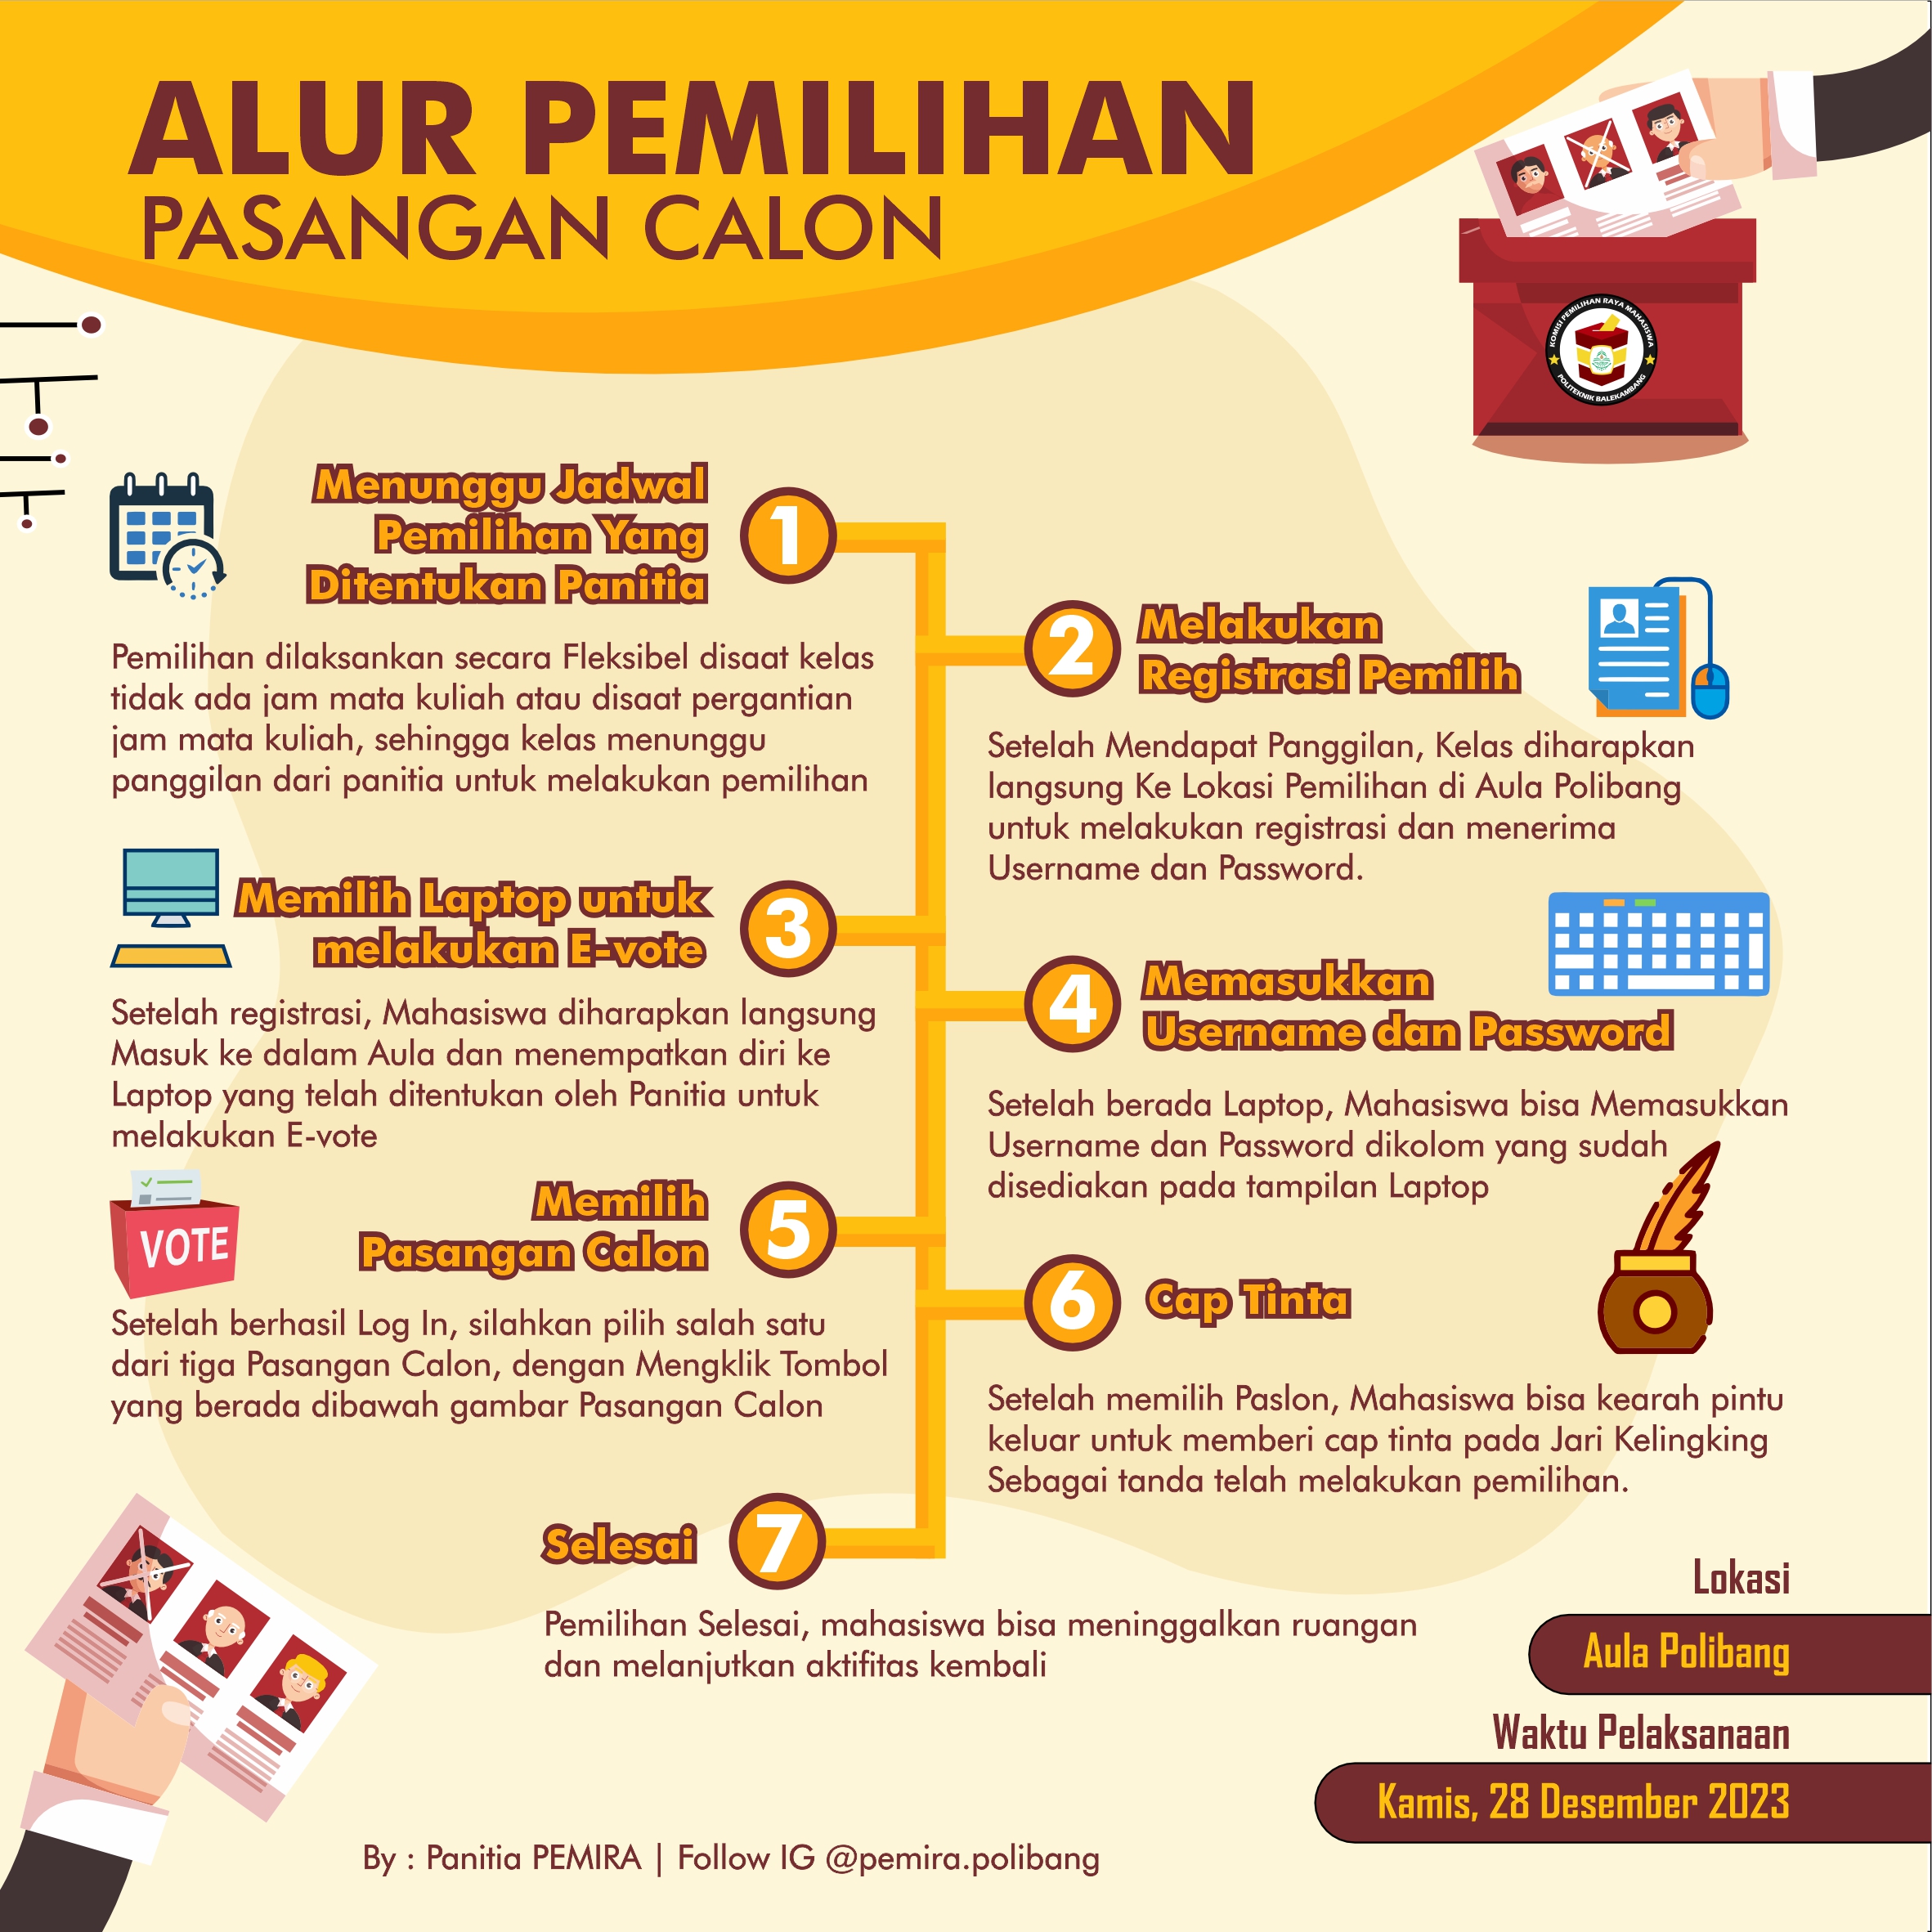 ALUR PEMILIHAN
PASANGAN CALON
KOMISI PEMILIHAN RAYA MAHASISWA
POLITEKNIK BALEKAMBANG
Menunggu Jadwal
Pemilihan Yang
Ditentukan Panitia
1
Pemilihan dilaksankan secara Fleksibel disaat kelas
tidak ada jam mata kuliah atau disaat pergantian
jam mata kuliah, sehingga kelas menunggu
panggilan dari panitia untuk melakukan pemilihan
2
Melakukan
Registrasi Pemilih
Setelah Mendapat Panggilan, Kelas diharapkan
langsung Ke Lokasi Pemilihan di Aula Polibang
untuk melakukan registrasi dan menerima
Username dan Password.
Memilih Laptop untuk
melakukan E-vote
3
Setelah registrasi, Mahasiswa diharapkan langsung
Masuk ke dalam Aula dan menempatkan diri ke
Laptop yang telah ditentukan oleh Panitia untuk
melakukan E-vote
4
Memasukkan
Username dan Password
Setelah berada Laptop, Mahasiswa bisa Memasukkan
Username dan Password dikolom yang sudah
disediakan pada tampilan Laptop
VOTE
Memilih
Pasangan Calon
5
Setelah berhasil Log In, silahkan pilih salah satu
dari tiga Pasangan Calon, dengan Mengklik Tombol
yang berada dibawah gambar Pasangan Calon
6
Cap Tinta
Setelah memilih Paslon, Mahasiswa bisa kearah pintu
keluar untuk memberi cap tinta pada Jari Kelingking
Sebagai tanda telah melakukan pemilihan.
Selesai
7
Pemilihan Selesai, mahasiswa bisa meninggalkan ruangan
dan melanjutkan aktifitas kembali
Lokasi
Aula Polibang
Waktu Pelaksanaan
Kamis, 28 Desember 2023
By : Panitia PEMIRA | Follow IG @pemira.polibang